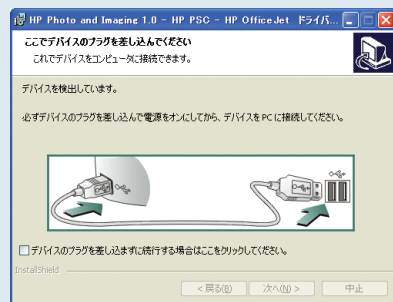 HP Photo and Imaging 1.0 - HP PSC - HP OfficeJet ドライバ...
ここでデバイスのプラグを差し込んでください
これでデバイスをコンピュータに接続できます。
デバイスを検出しています。
必ずデバイスのプラグを差し込んで電源をオンにしてから、デバイスを PC に接続してください。
デバイスのプラグを差し込まずに続行する場合はここをクリックしてください。
InstallShield
< 戻る(B) 次へ(N) > 中止